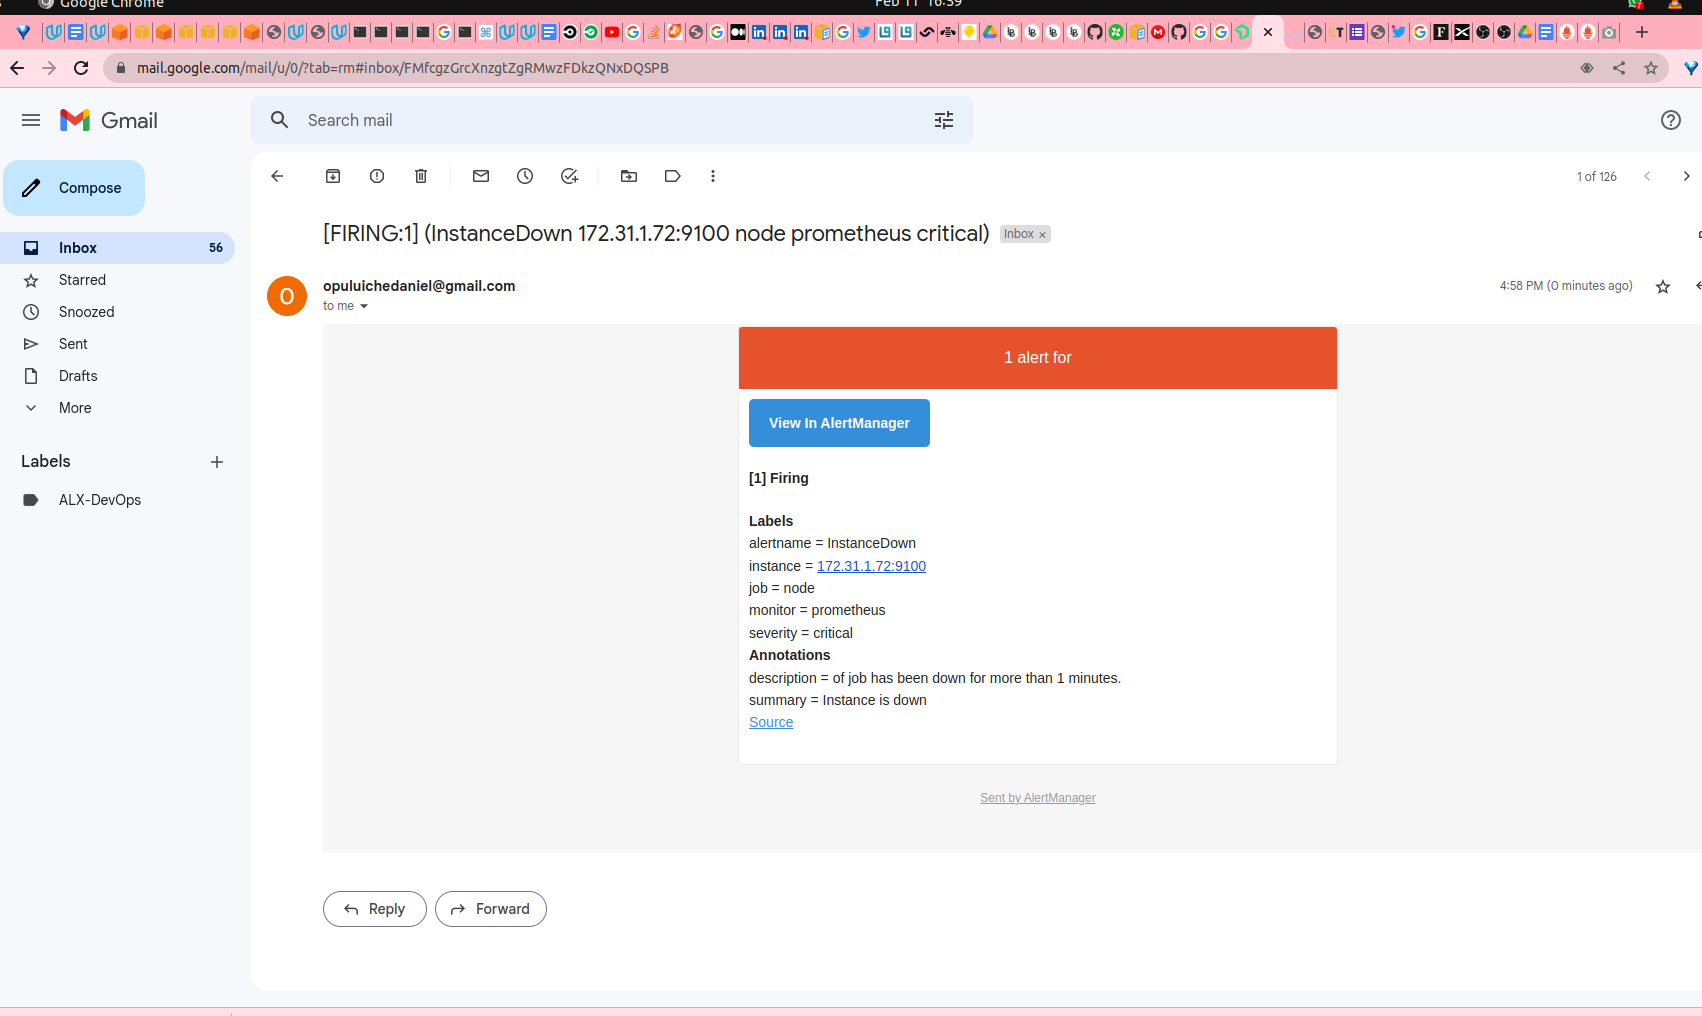 Google Chrome
Feb 11 16:59
mail.google.com/mail/u/0/?tab=rm#inbox/FMfcgzGrcXnzgtZgRMwzFDkzQNxDQSPB
Gmail
Search mail
Compose
1 of 126
[FIRING:1] (InstanceDown 172.31.1.72:9100 node prometheus critical)
Inbox ×
Inbox 56
Starred
Snoozed
Sent
Drafts
More
Labels
ALX-DevOps
O
opuluichedaniel@gmail.com
4:58 PM (0 minutes ago)
to me
1 alert for
View In AlertManager
[1] Firing
Labels
alertname = InstanceDown
instance = 172.31.1.72:9100
job = node
monitor = prometheus
severity = critical
Annotations
description = of job has been down for more than 1 minutes.
summary = Instance is down
Source
Sent by AlertManager
Reply
Forward